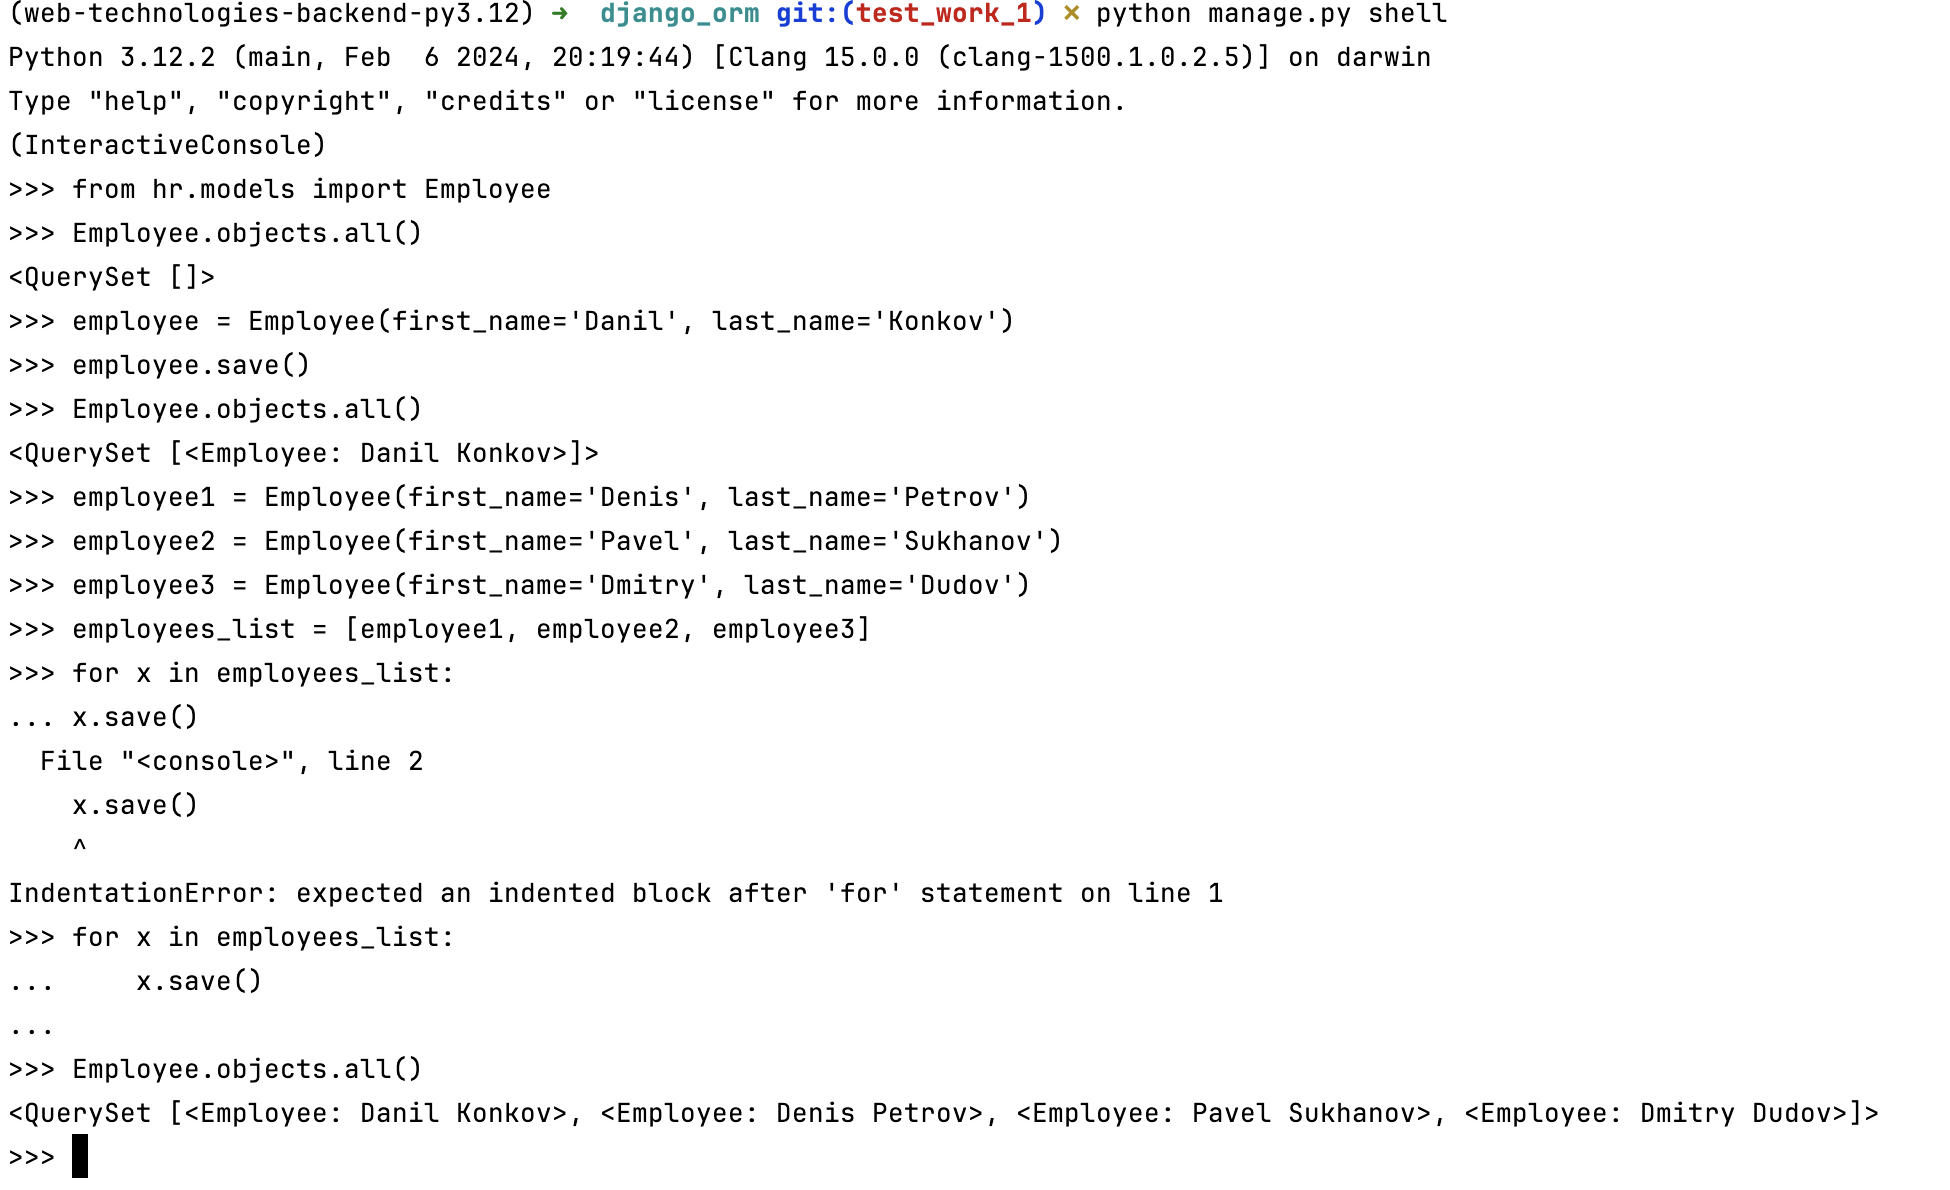 (web-technologies-backend-py3.12) ➜  django_orm git:(test_work_1) ✗ python manage.py shell
Python 3.12.2 (main, Feb  6 2024, 20:19:44) [Clang 15.0.0 (clang-1500.1.0.2.5)] on darwin
Type "help", "copyright", "credits" or "license" for more information.
(InteractiveConsole)
>>> from hr.models import Employee
>>> Employee.objects.all()
<QuerySet []>
>>> employee = Employee(first_name='Danil', last_name='Konkov')
>>> employee.save()
>>> Employee.objects.all()
<QuerySet [<Employee: Danil Konkov>]>
>>> employee1 = Employee(first_name='Denis', last_name='Petrov')
>>> employee2 = Employee(first_name='Pavel', last_name='Sukhanov')
>>> employee3 = Employee(first_name='Dmitry', last_name='Dudov')
>>> employees_list = [employee1, employee2, employee3]
>>> for x in employees_list:
... x.save()
  File "<console>", line 2
    x.save()
    ^
IndentationError: expected an indented block after 'for' statement on line 1
>>> for x in employees_list:
...     x.save()
...
>>> Employee.objects.all()
<QuerySet [<Employee: Danil Konkov>, <Employee: Denis Petrov>, <Employee: Pavel Sukhanov>, <Employee: Dmitry Dudov>]>
>>>